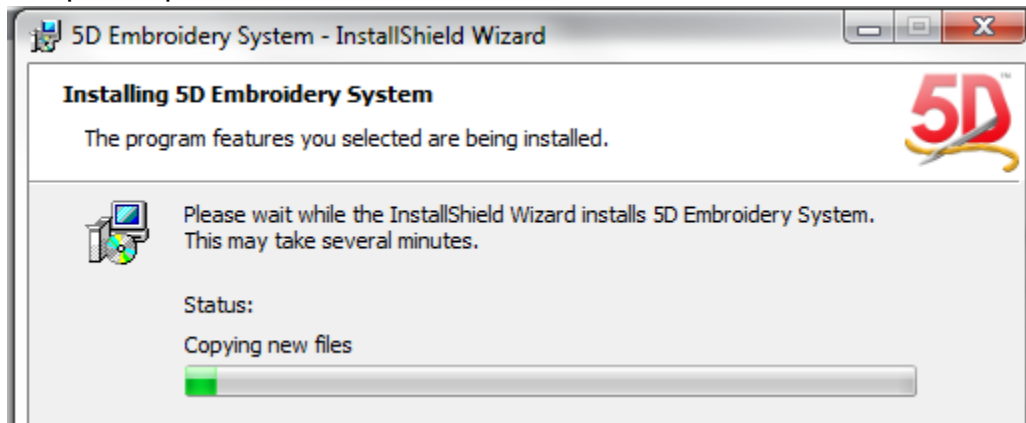 5D Embroidery System - InstallShield Wizard
Installing 5D Embroidery System
The program features you selected are being installed.
5D™
Please wait while the InstallShield Wizard installs 5D Embroidery System.
This may take several minutes.
Status:
Copying new files